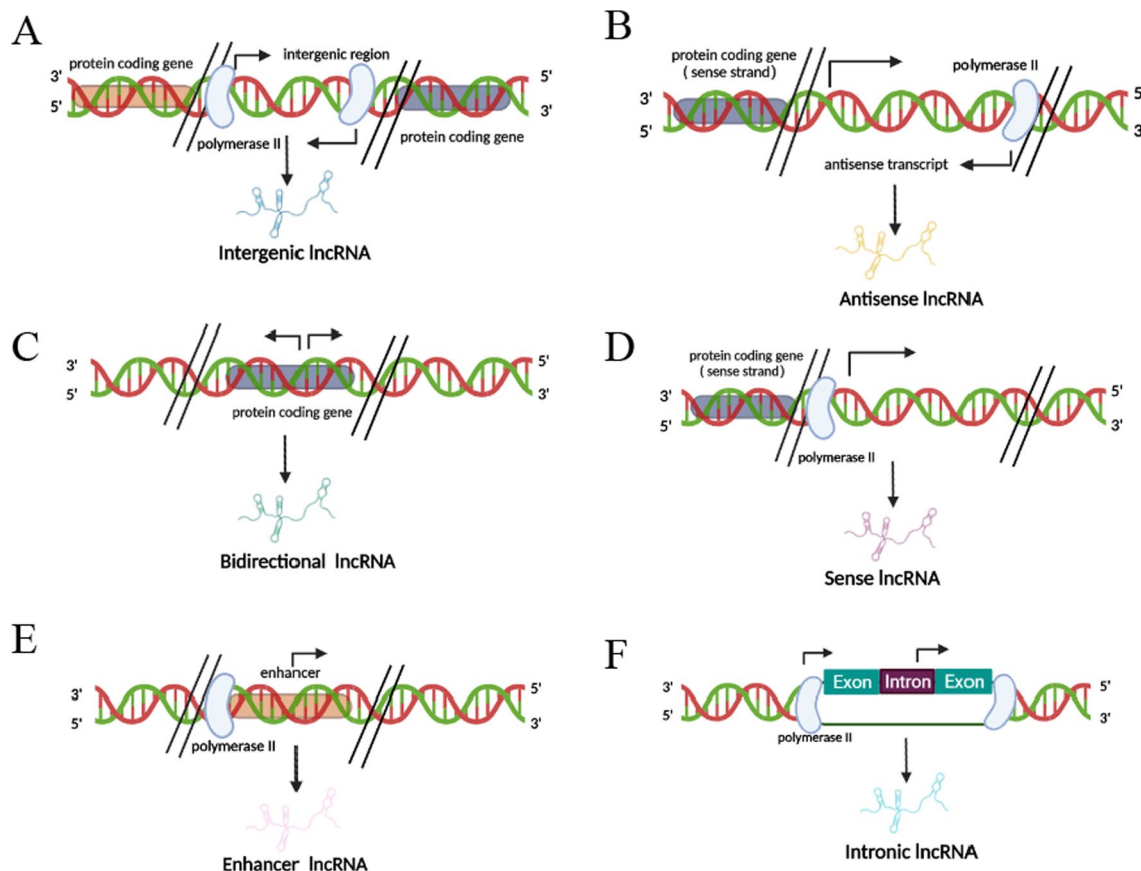 A
protein coding gene
intergenic region
3'
5'
5'
3'
polymerase II
protein coding gene
Intergenic lncRNA
B
protein coding gene
( sense strand)
polymerase II
3'
5'
5'
3'
antisense transcript
Antisense lncRNA
C
3'
5'
5'
3'
protein coding gene
Bidirectional lncRNA
D
protein coding gene
( sense strand)
3'
5'
5'
3'
polymerase II
Sense lncRNA
E
enhancer
3'
5'
5'
3'
polymerase II
Enhancer lncRNA
F
Exon Intron Exon
3'
5'
5'
3'
polymerase II
Intronic lncRNA